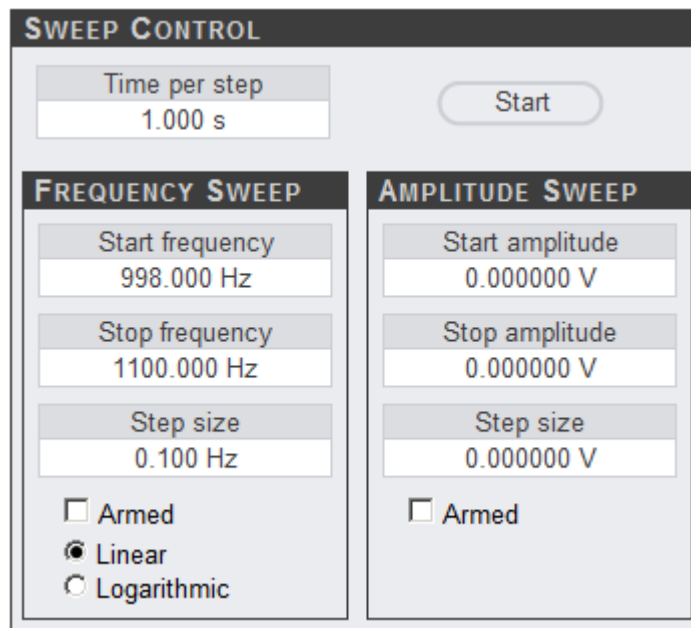 SWEEP CONTROL
Time per step
1.000 s
Start
FREQUENCY SWEEP
Start frequency
998.000 Hz
Stop frequency
1100.000 Hz
Step size
0.100 Hz
Armed
Linear
Logarithmic
AMPLITUDE SWEEP
Start amplitude
0.000000 V
Stop amplitude
0.000000 V
Step size
0.000000 V
Armed